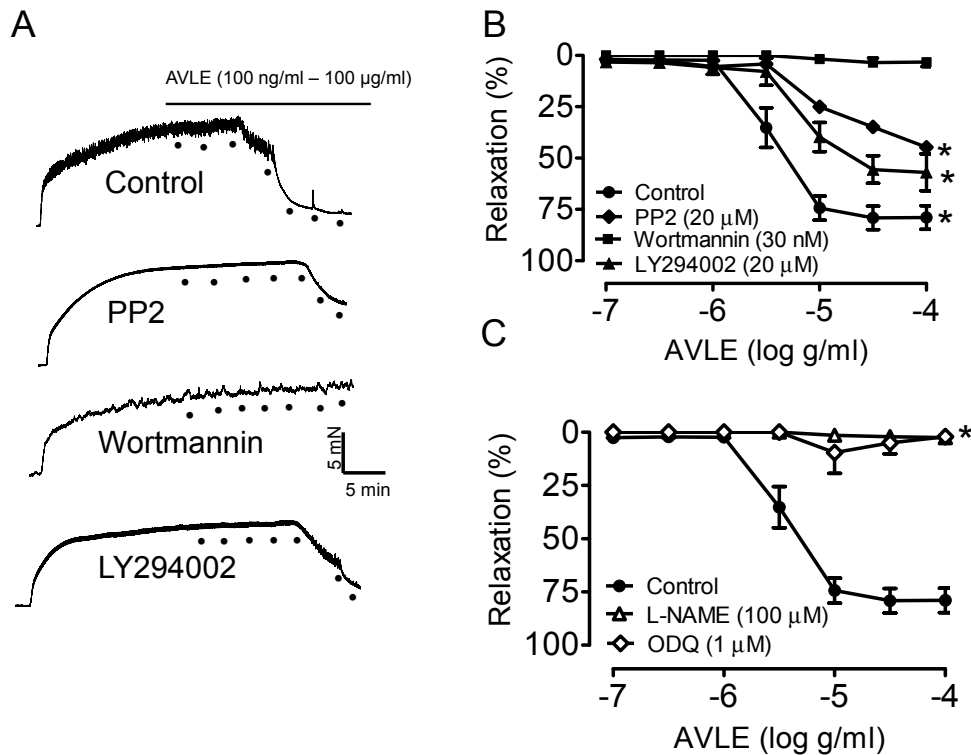 A
AVLE (100 ng/ml – 100 μg/ml)
Control
PP2
Wortmannin
5 mN
5 min
LY294002
B
Relaxation (%)
0
25
50
75
100
Control
PP2 (20 μM)
Wortmannin (30 nM)
LY294002 (20 μM)
*
*
*
-7 -6 -5 -4
AVLE (log g/ml)
C
Relaxation (%)
0
25
50
75
100
*
Control
L-NAME (100 μM)
ODQ (1 μM)
-7 -6 -5 -4
AVLE (log g/ml)